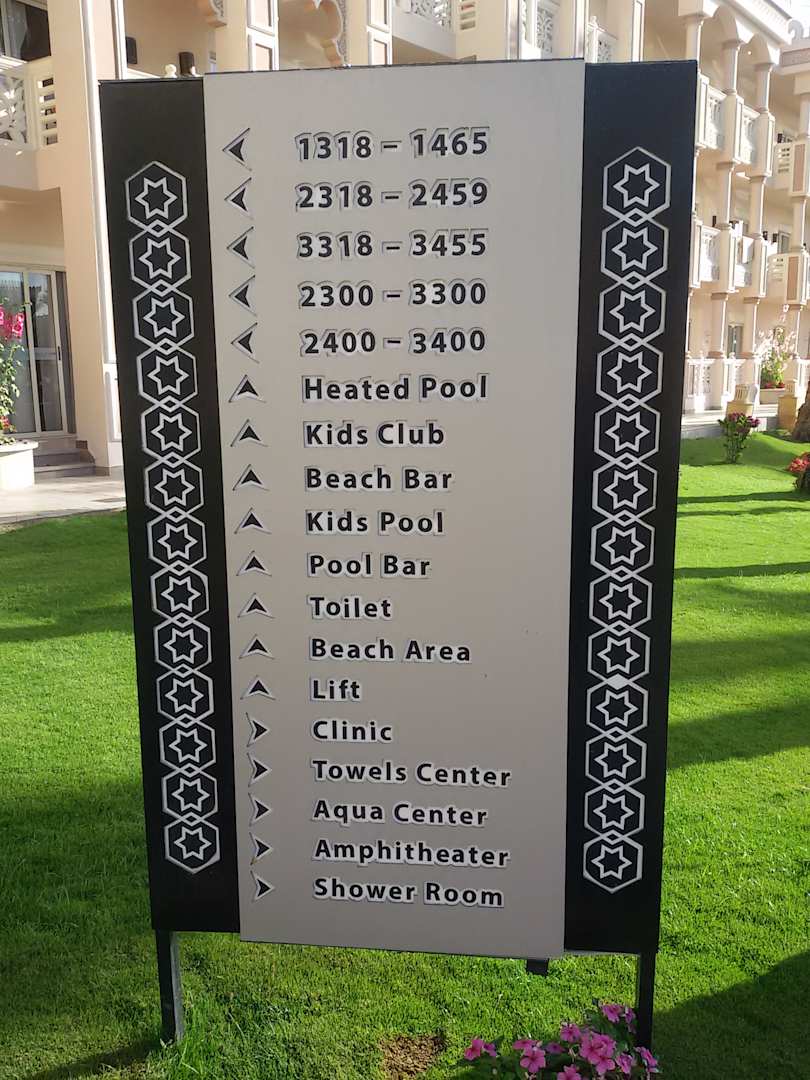 1318 – 1465
2318 – 2459
3318 – 3455
2300 – 3300
2400 – 3400
Heated Pool
Kids Club
Beach Bar
Kids Pool
Pool Bar
Toilet
Beach Area
Lift
Clinic
Towels Center
Aqua Center
Amphitheater
Shower Room